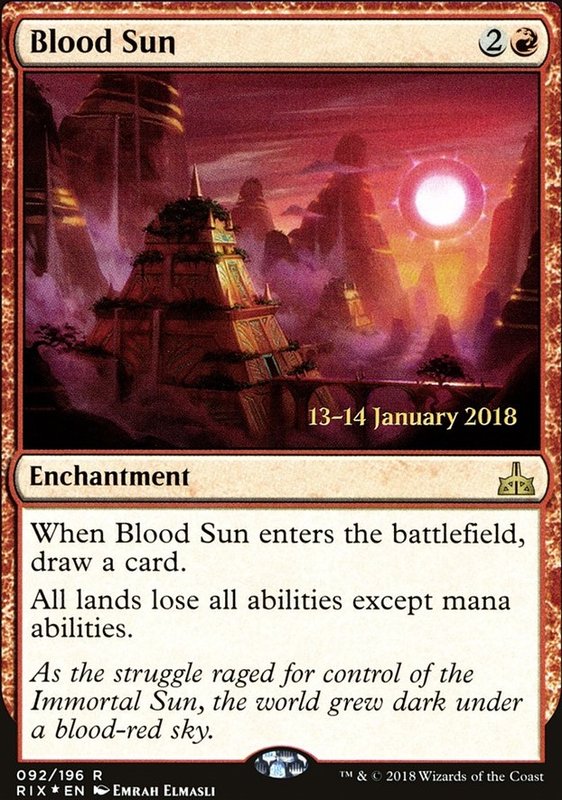 Blood Sun 2
13-14 January 2018
Enchantment
When Blood Sun enters the battlefield,
draw a card.
All lands lose all abilities except mana
abilities.
As the struggle raged for control of the
Immortal Sun, the world grew dark under
a blood-red sky.
092/196 R
RIX★EN Emrah Elmasli
™ & © 2018 Wizards of the Coast